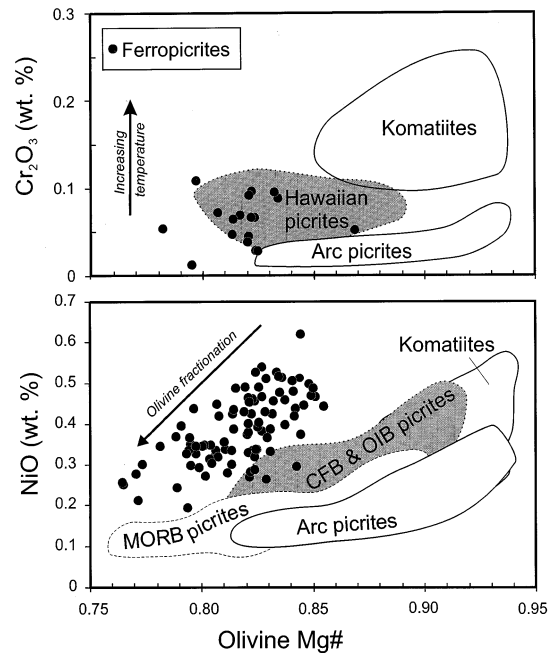 0.3
0.2
0.1
0
Cr₂O₃ (wt. %)
Ferropicrites
Increasing
temperature
Komatiites
Hawaiian
picrites
Arc picrites
0.7
0.6
0.5
0.4
0.3
0.2
0.1
0
NiO (wt. %)
Olivine fractionation
Komatiites
CFB & OIB picrites
MORB picrites
Arc picrites
0.75 0.80 0.85 0.90 0.95
Olivine Mg#